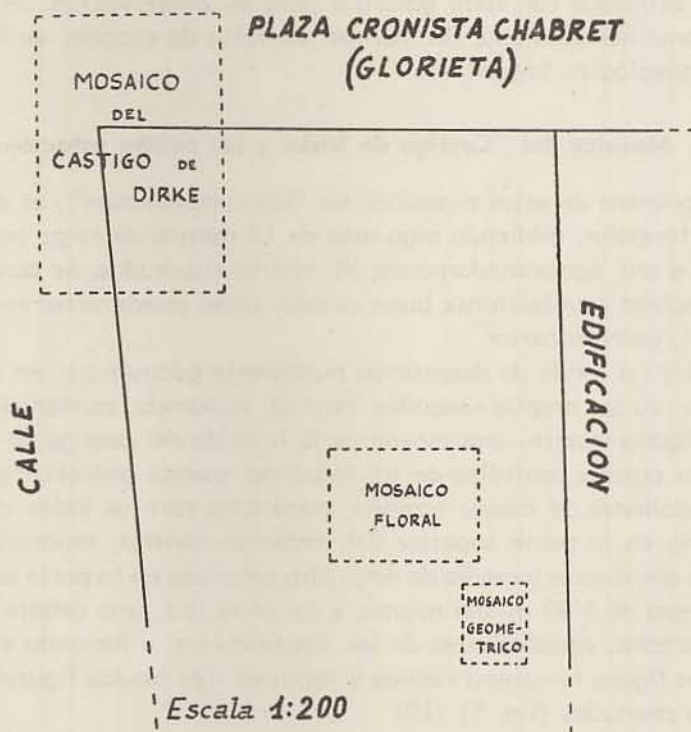 PLAZA CRONISTA CHABRET
(GLORIETA)
MOSAICO
DEL
CASTIGO DE
DIRKE
CALLE
EDIFICACION
MOSAICO
FLORAL
MOSAICO
GEOME-
TRICO
Escala 1:200